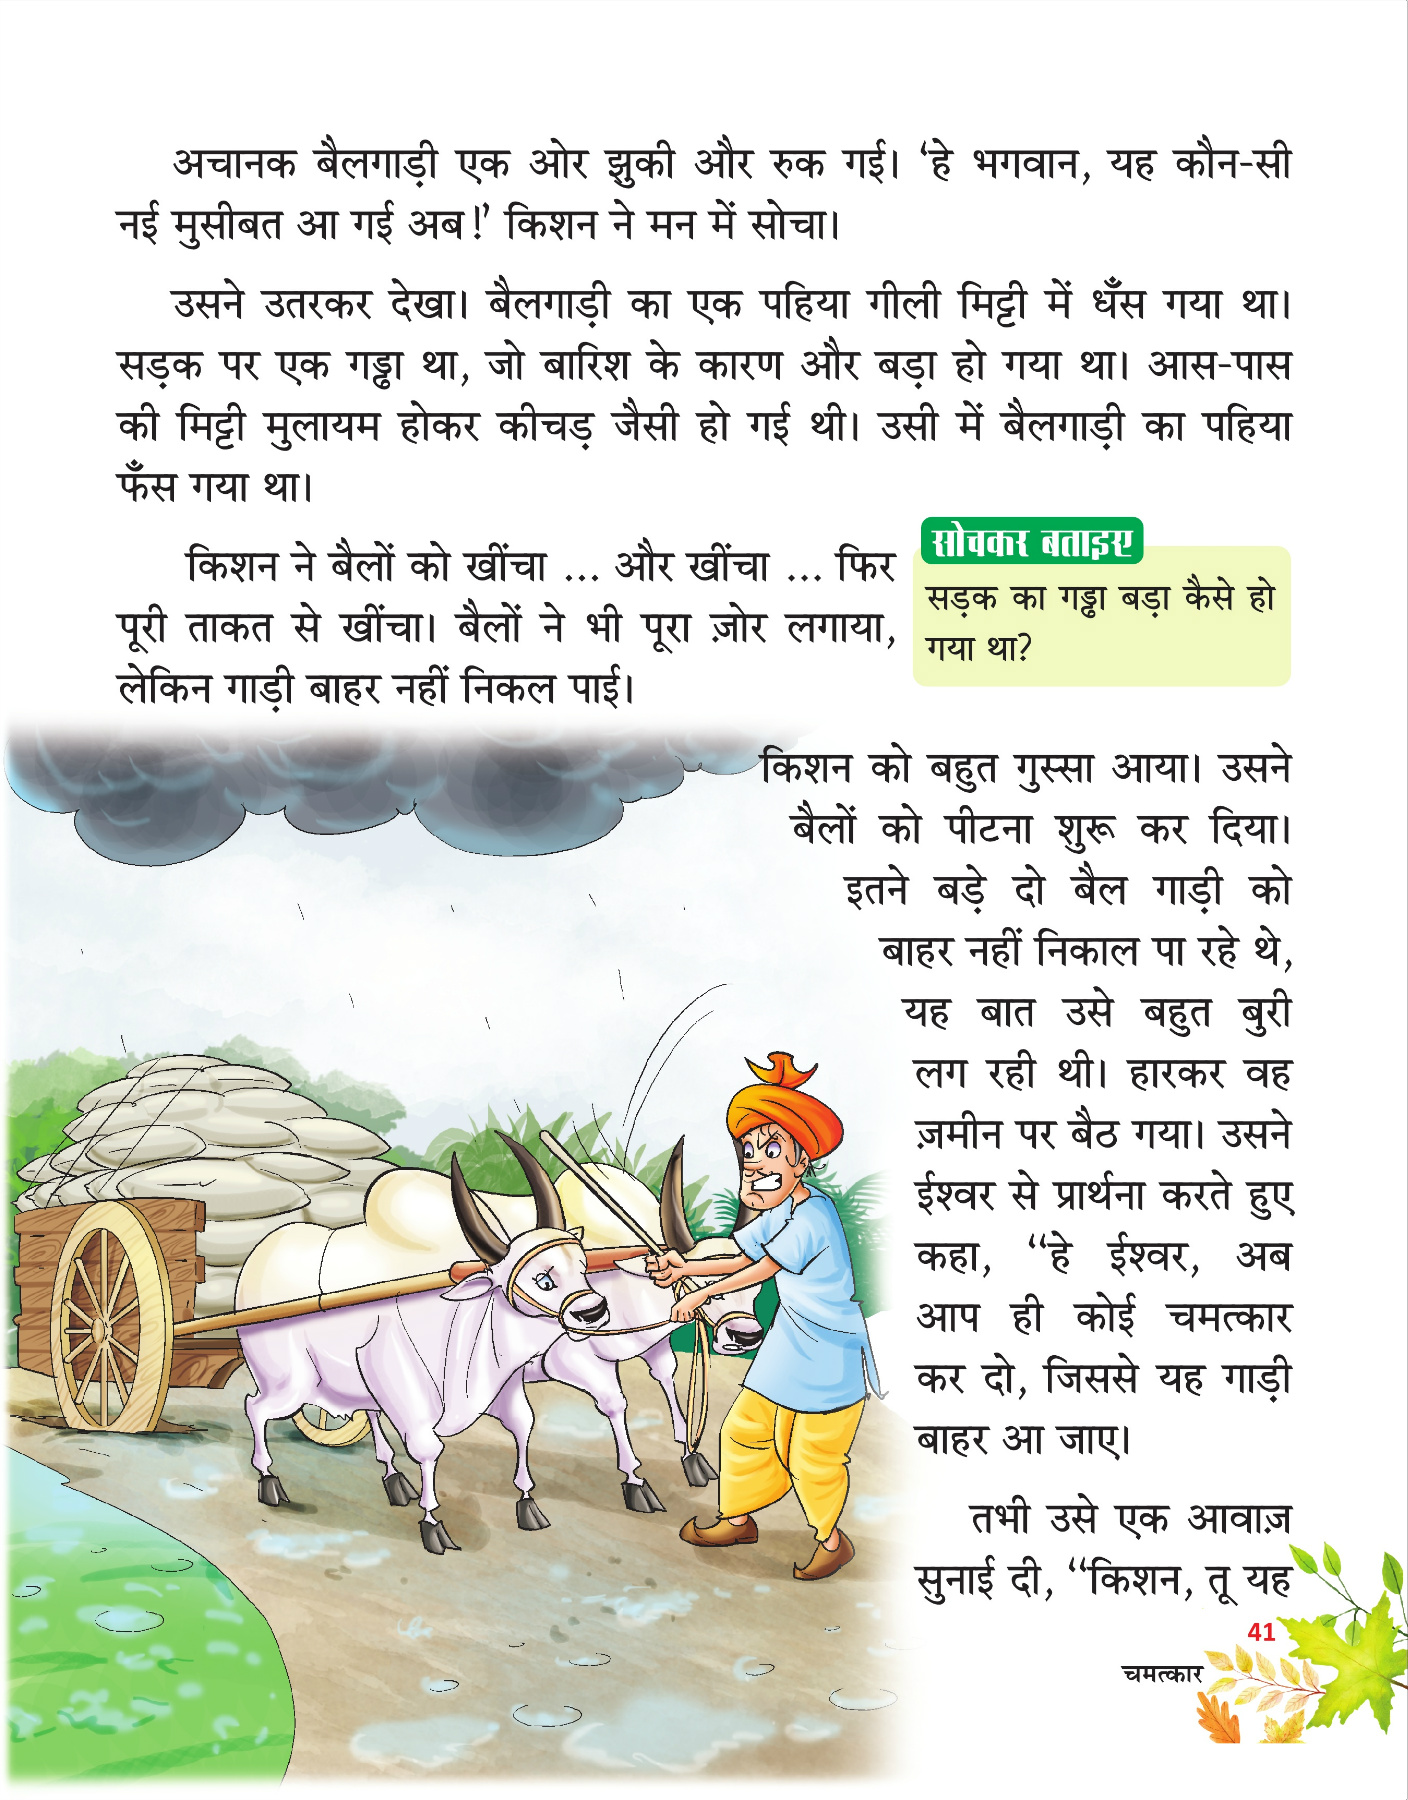 अचानक बैलगाड़ी एक ओर झुकी और रुक गई। ‘हे भगवान, यह कौन-सी
नई मुसीबत आ गई अब!’ किशन ने मन में सोचा।
उसने उतरकर देखा। बैलगाड़ी का एक पहिया गीली मिट्टी में धँस गया था।
सड़क पर एक गड्ढा था, जो बारिश के कारण और बड़ा हो गया था। आस-पास
की मिट्टी मुलायम होकर कीचड़ जैसी हो गई थी। उसी में बैलगाड़ी का पहिया
फँस गया था।
किशन ने बैलों को खींचा ... और खींचा ... फिर
पूरी ताकत से खींचा। बैलों ने भी पूरा ज़ोर लगाया,
लेकिन गाड़ी बाहर नहीं निकल पाई।
सोचकर बताइए
सड़क का गड्ढा बड़ा कैसे हो
गया था?
किशन को बहुत गुस्सा आया। उसने
बैलों को पीटना शुरू कर दिया।
इतने बड़े दो बैल गाड़ी को
बाहर नहीं निकाल पा रहे थे,
यह बात उसे बहुत बुरी
लग रही थी। हारकर वह
ज़मीन पर बैठ गया। उसने
ईश्वर से प्रार्थना करते हुए
कहा, “हे ईश्वर, अब
आप ही कोई चमत्कार
कर दो, जिससे यह गाड़ी
बाहर आ जाए।
तभी उसे एक आवाज़
सुनाई दी, “किशन, तू यह
41
चमत्कार